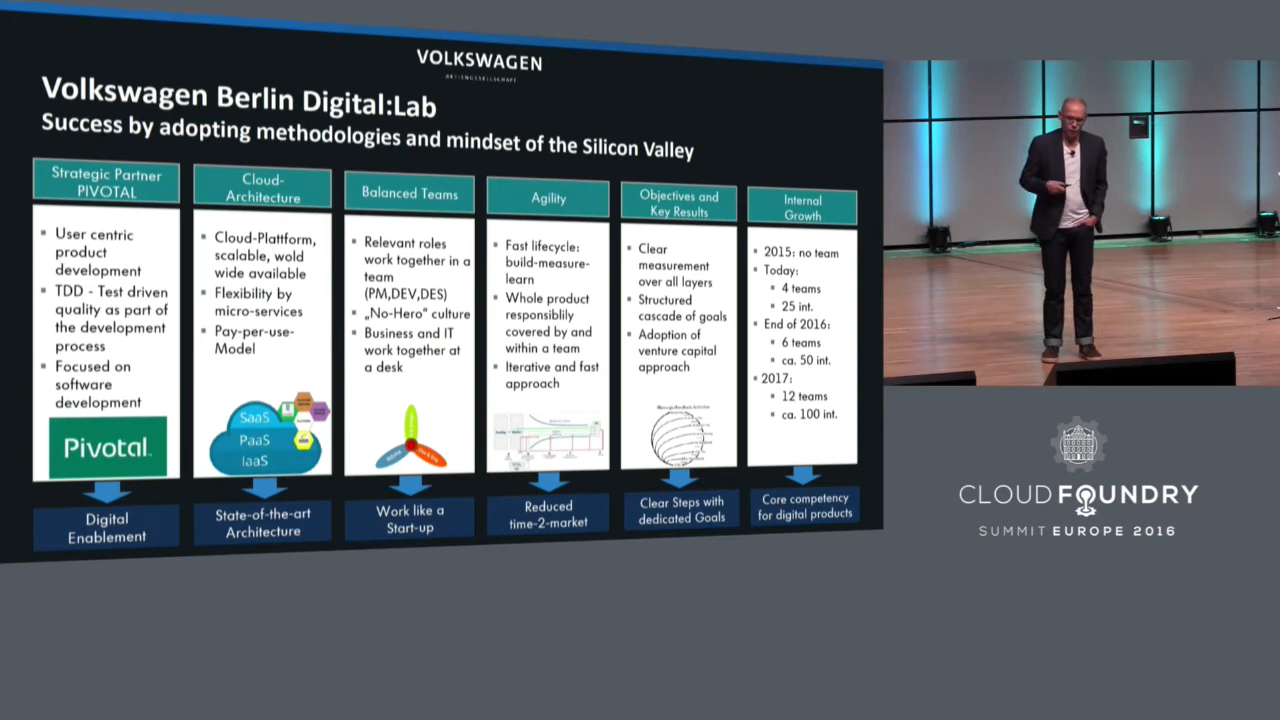 VOLKSWAGEN
AKTIENGESELLSCHAFT
Volkswagen Berlin Digital:Lab
Success by adopting methodologies and mindset of the Silicon Valley
Strategic Partner
PIVOTAL
▪ User centric
product
development
▪ TDD - Test driven
quality as part of
the development
process
▪ Focused on
software
development
Pivotal
Digital
Enablement
Cloud-
Architecture
▪ Cloud-Plattform,
scalable, wold
wide available
▪ Flexibility by
micro-services
▪ Pay-per-use-
Model
SaaS
PaaS
IaaS
State-of-the-art
Architecture
Balanced Teams
▪ Relevant roles
work together in a
team
(PM,DEV,DES)
▪ „No-Hero" culture
▪ Business and IT
work together at
a desk
Work like a
Start-up
Agility
▪ Fast lifecycle:
build-measure-
learn
▪ Whole product
responsiblily
covered by and
within a team
▪ Iterative and fast
approach
Reduced
time-2-market
Objectives and
Key Results
▪ Clear
measurement
over all layers
▪ Structured
cascade of goals
▪ Adoption of
venture capital
approach
Clear Steps with
dedicated Goals
Internal
Growth
▪ 2015: no team
▪ Today:
▪ 4 teams
▪ 25 int.
▪ End of 2016:
▪ 6 teams
▪ ca. 50 int.
▪ 2017:
▪ 12 teams
▪ ca. 100 int.
Core competency
for digital products
CLOUD FOUNDRY
SUMMIT EUROPE 2016